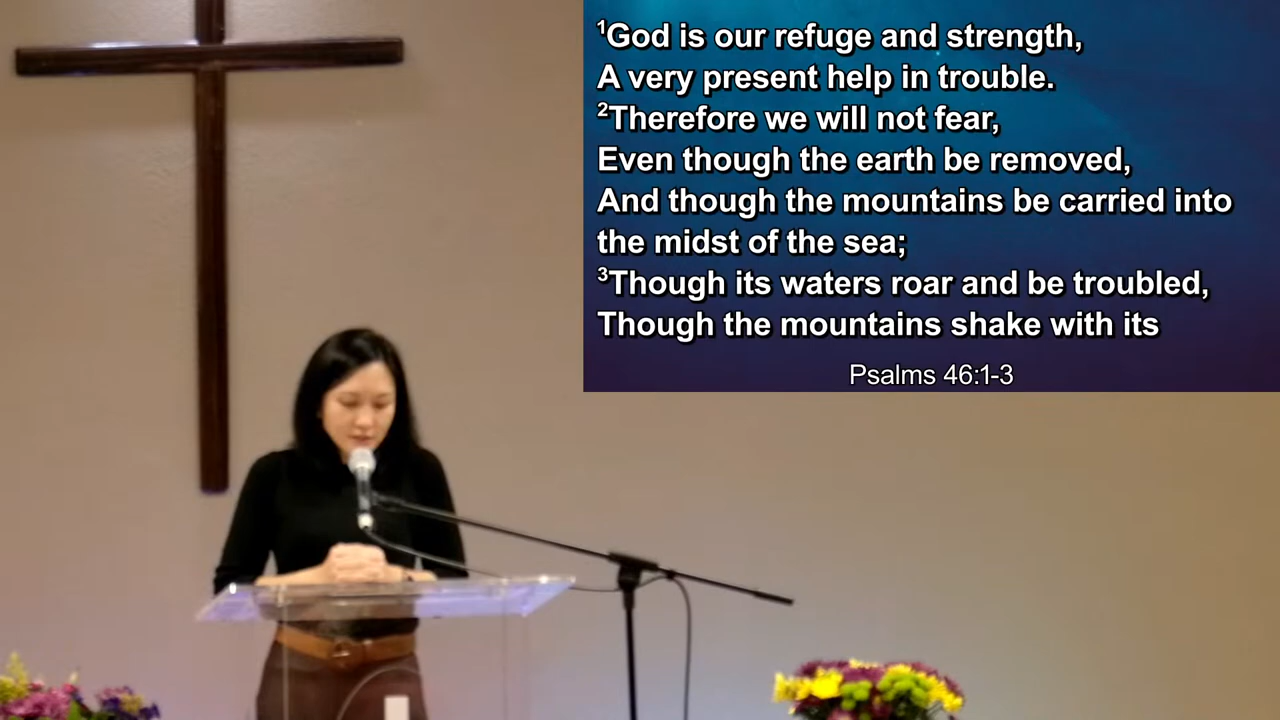 ¹God is our refuge and strength,
A very present help in trouble.
²Therefore we will not fear,
Even though the earth be removed,
And though the mountains be carried into
the midst of the sea;
³Though its waters roar and be troubled,
Though the mountains shake with its
Psalms 46:1-3